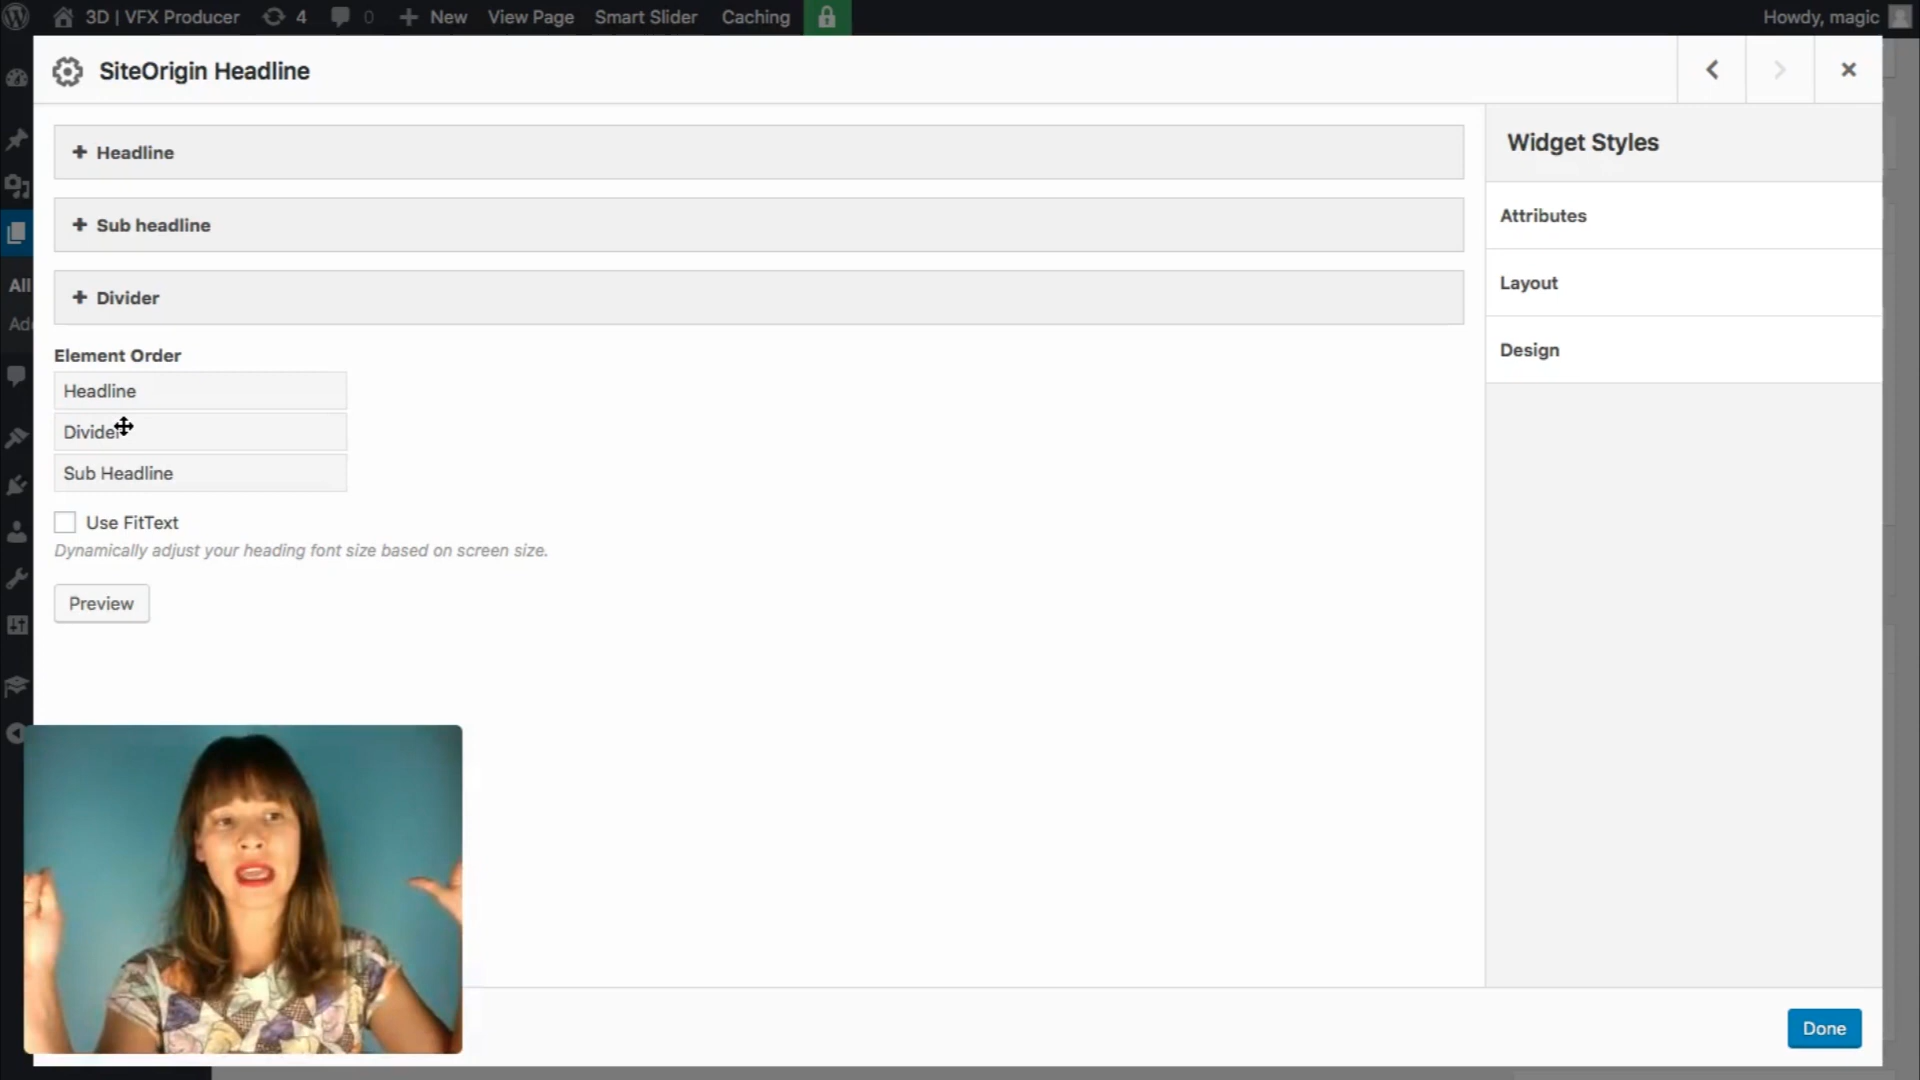 3D | VFX Producer 4 0 New View Page Smart Slider Caching Howdy, magic
SiteOrigin Headline
Headline
Sub headline
Divider
Element Order
Headline
Divider
Sub Headline
Use FitText
Dynamically adjust your heading font size based on screen size.
Preview
Widget Styles
Attributes
Layout
Design
All
Done